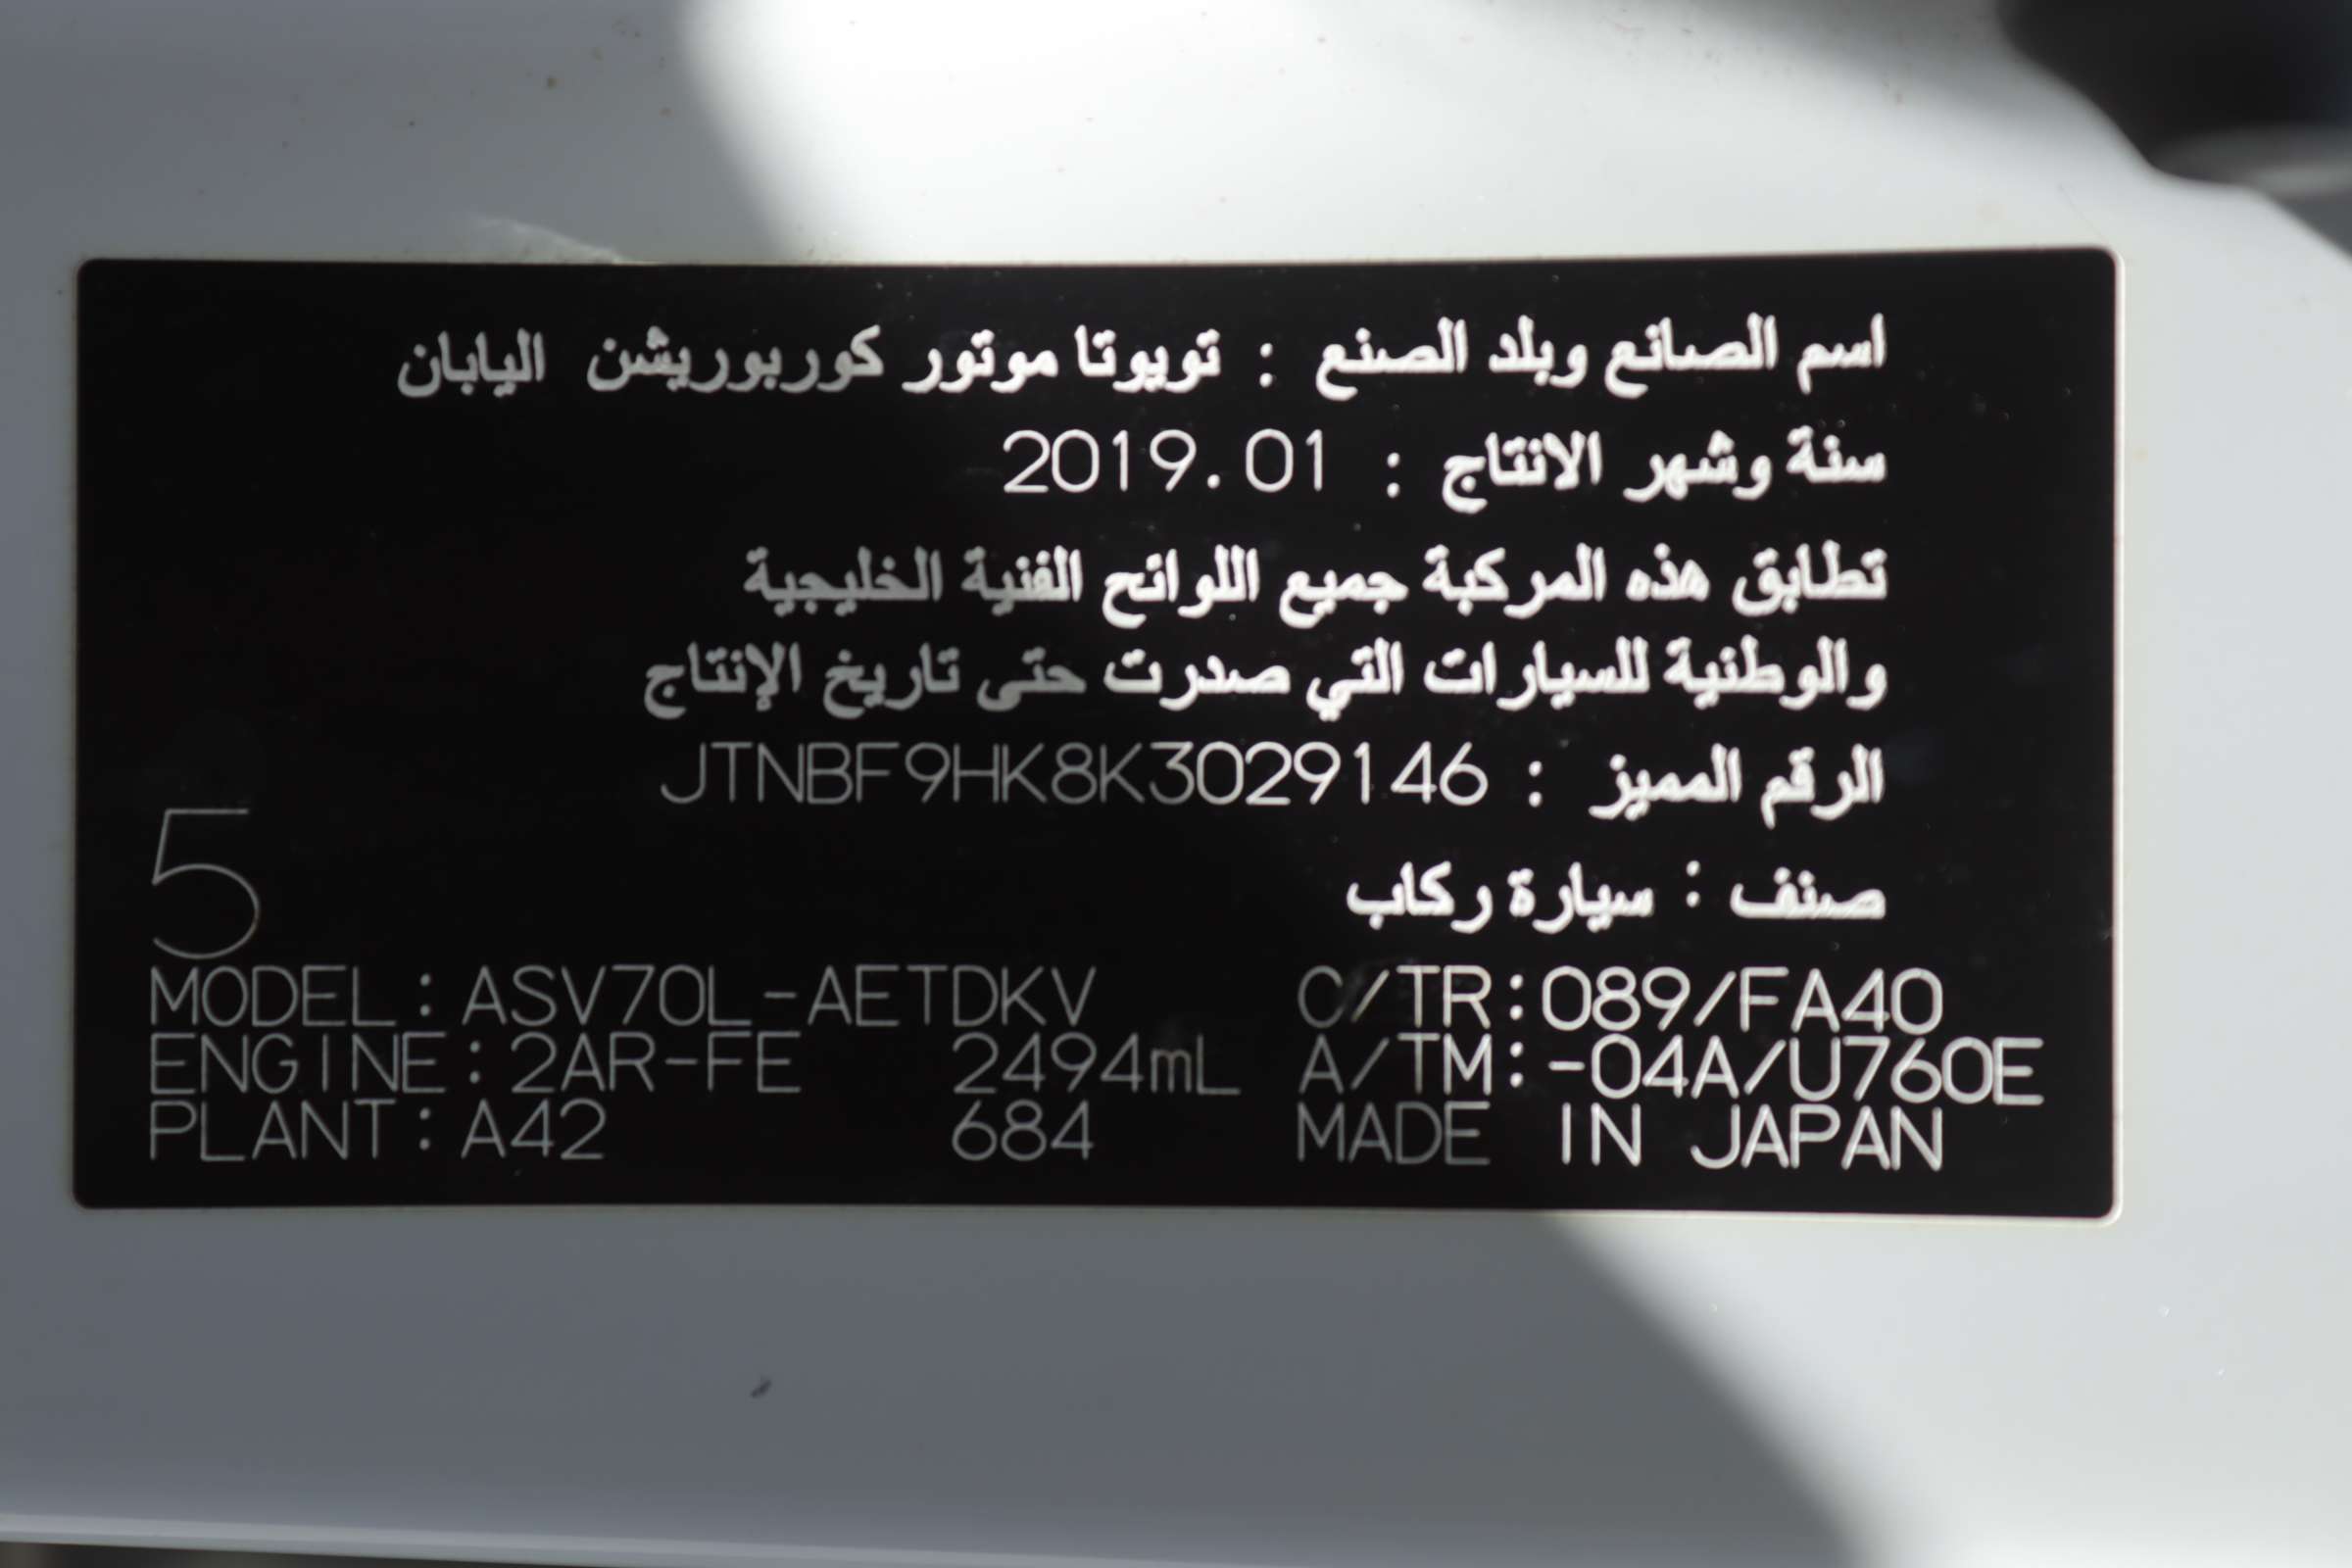 اسم الصانع وبلد الصنع : تويوتا موتور كوربوريشن اليابان
سنة وشهر الانتاج : 2019.01
تطابق هذه المركبة جميع اللوائح الفنية الخليجية
والوطنية للسيارات التي صدرت حتى تاريخ الإنتاج
الرقم المميز : JTNBF9HK8K3029146
صنف : سيارة ركاب
5
MODEL: ASV70L-AETDKV C/TR:089/FA40
ENGINE: 2AR-FE 2494mL A/TM:-04A/U760E
PLANT: A42 684 MADE IN JAPAN